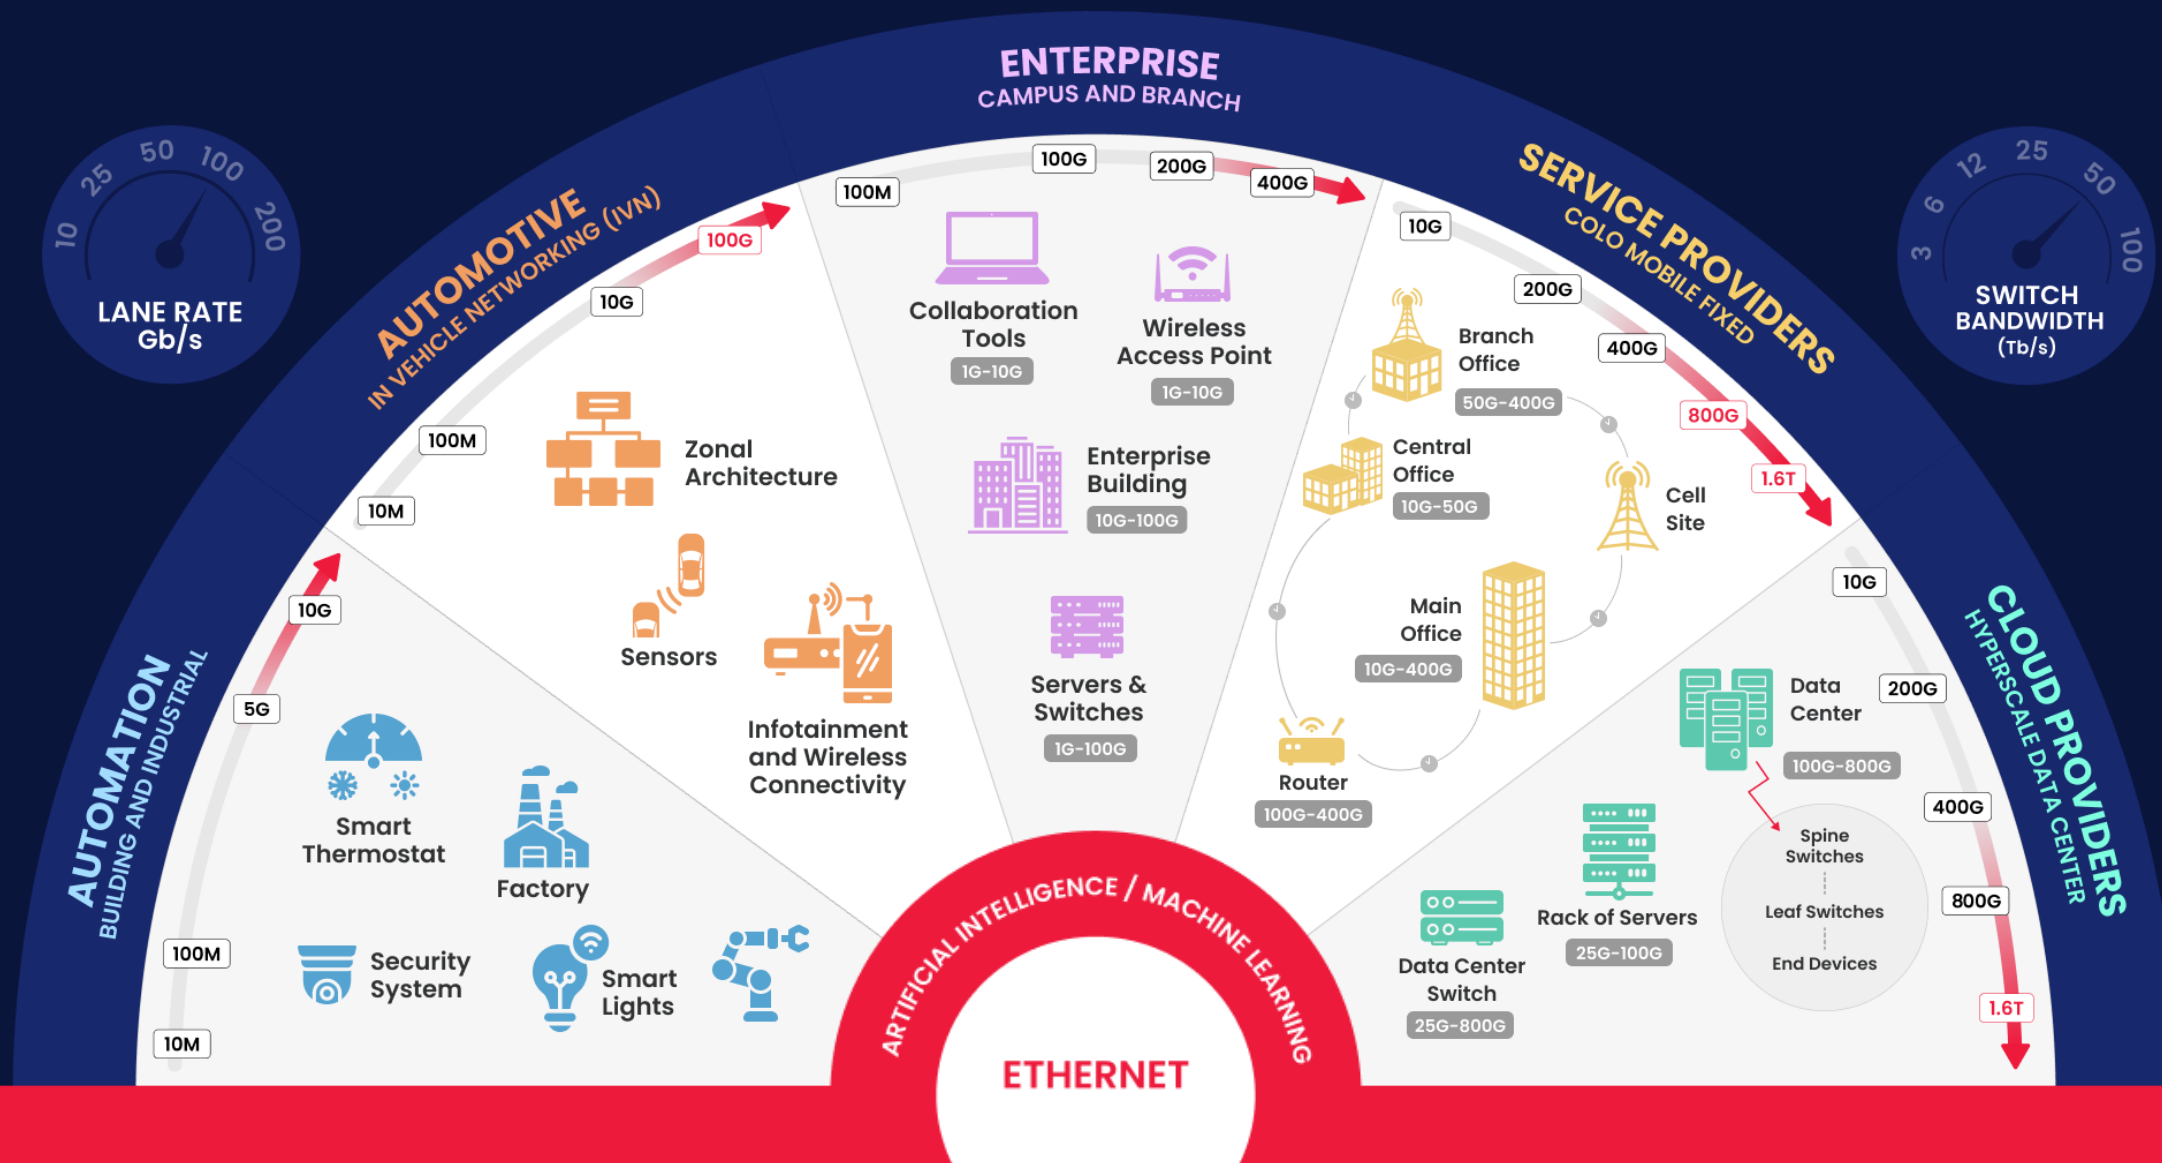 ENTERPRISE
CAMPUS AND BRANCH
AUTOMOTIVE
IN VEHICLE NETWORKING (IVN)
SERVICE PROVIDERS
COLO MOBILE FIXED
AUTOMATION
BUILDING AND INDUSTRIAL
CLOUD PROVIDERS
HYPERSCALE DATA CENTER
10
25
50
100
200
LANE RATE
Gb/s
3
6
12
25
50
100
SWITCH
BANDWIDTH
(Tb/s)
10M
100M
5G
10G
Smart
Thermostat
Factory
Security
System
Smart
Lights
10M
100M
10G
100G
Zonal
Architecture
Sensors
Infotainment
and Wireless
Connectivity
100M
100G
200G
400G
Collaboration
Tools
1G-10G
Wireless
Access Point
1G-10G
Enterprise
Building
10G-100G
Servers &
Switches
1G-100G
10G
200G
400G
800G
1.6T
Branch
Office
50G-400G
Central
Office
10G-50G
Cell
Site
Main
Office
10G-400G
Router
100G-400G
10G
200G
400G
800G
1.6T
Data
Center
100G-800G
Spine
Switches
Leaf Switches
End Devices
Rack of Servers
25G-100G
Data Center
Switch
25G-800G
ARTIFICIAL INTELLIGENCE / MACHINE LEARNING
ETHERNET